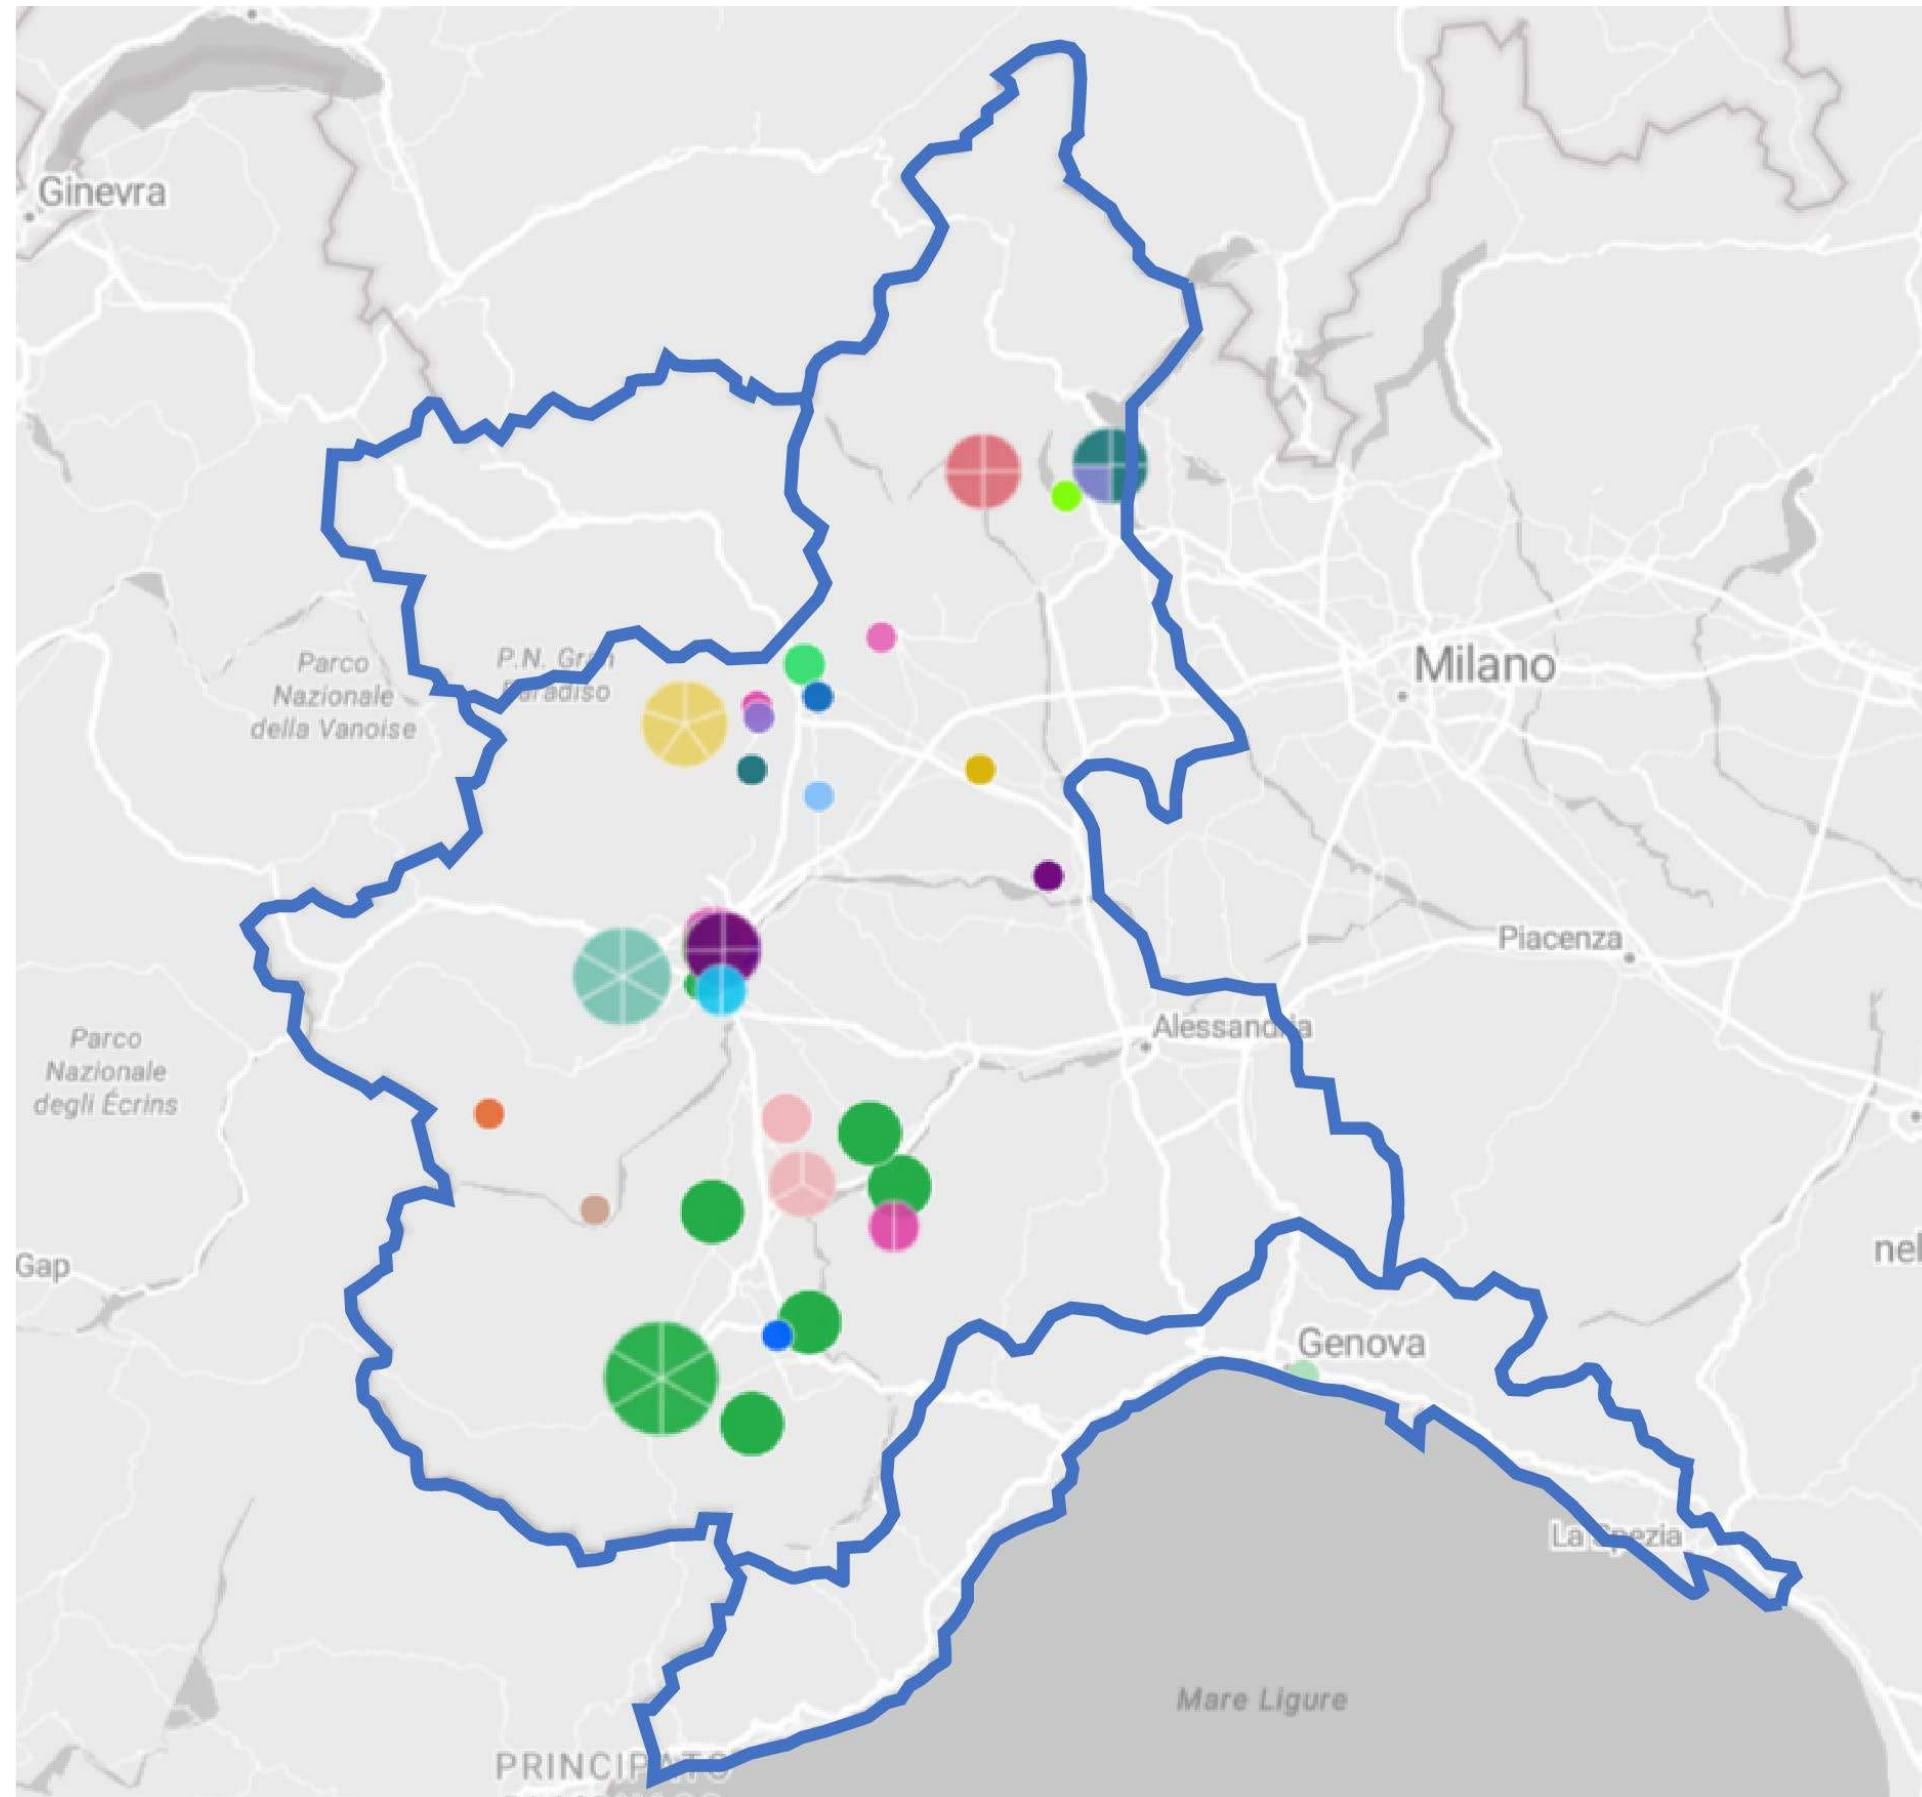 Ginevra
Parco
Nazionale
della Vanoise
P.N. Gran
Paradiso
Milano
Piacenza
Alessandria
Parco
Nazionale
degli Écrins
Gap
nel
Genova
La Spezia
Mare Ligure
PRINCIPATO